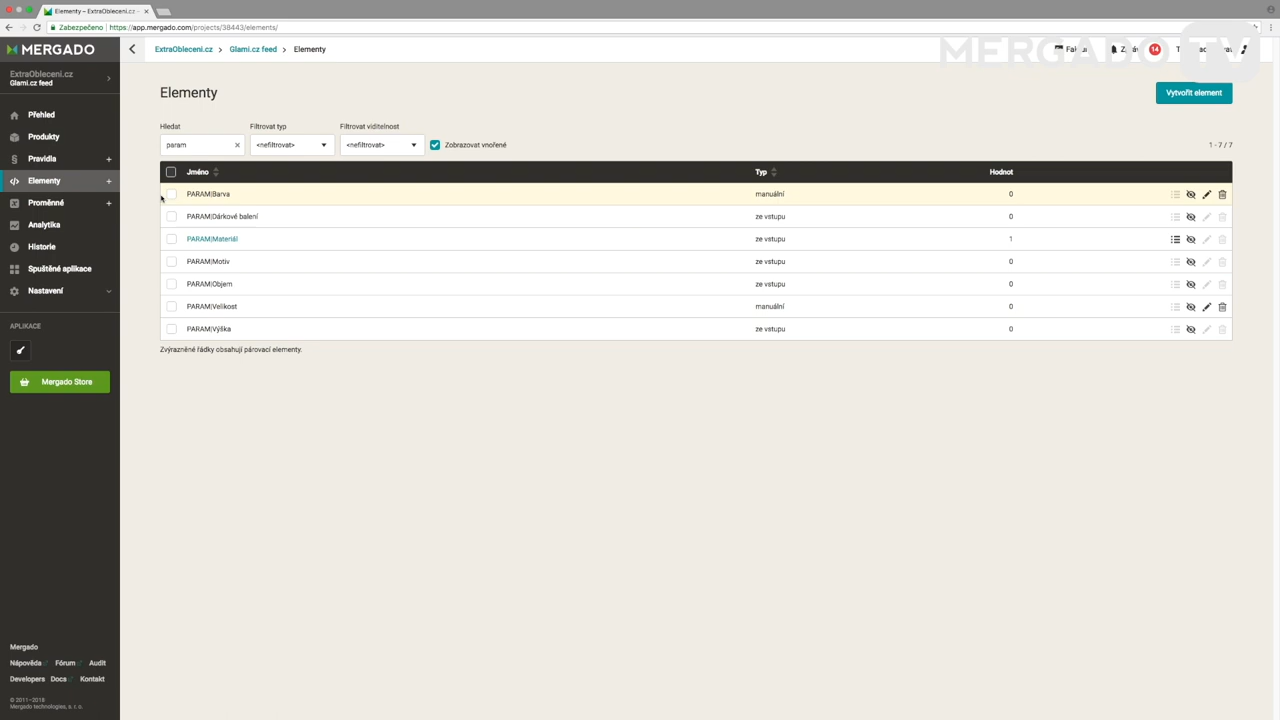 Elementy – ExtraObleceni.cz –
Zabezpečeno https://app.mergado.com/projects/38443/elements/
MERGADO
ExtraObleceni.cz > Glami.cz feed > Elementy
14
MERGADO TV
ExtraObleceni.cz
Glami.cz feed
Přehled
Produkty
Pravidla +
Elementy +
Proměnné +
Analytika
Historie
Spuštěné aplikace
Nastavení
APLIKACE
Mergado Store
Mergado
Nápověda Fórum Audit
Developers Docs Kontakt
© 2011–2018
Mergado technologies, s. r. o.
Elementy
Vytvořit element
Hledat Filtrovat typ Filtrovat viditelnost
param × <nefiltrovat> <nefiltrovat> Zobrazovat vnořené 1 - 7 / 7
Jméno Typ Hodnot
PARAM|Barva manuální 0
PARAM|Dárkové balení ze vstupu 0
PARAM|Materiál ze vstupu 1
PARAM|Motiv ze vstupu 0
PARAM|Objem ze vstupu 0
PARAM|Velikost manuální 0
PARAM|Výška ze vstupu 0
Zvýrazněné řádky obsahují párovací elementy.